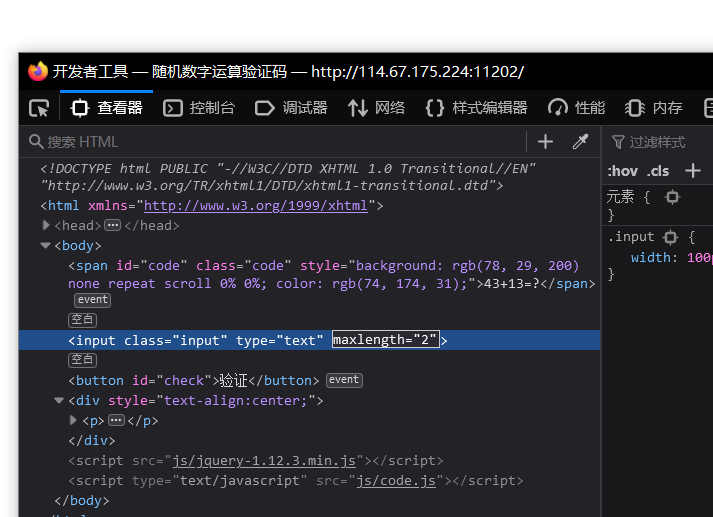 开发者工具 — 随机数字运算验证码 — http://114.67.175.224:11202/
查看器 控制台 调试器 网络 样式编辑器 性能 内存
搜索 HTML
过滤样式
<!DOCTYPE html PUBLIC "-//W3C//DTD XHTML 1.0 Transitional//EN"
"http://www.w3.org/TR/xhtml1/DTD/xhtml1-transitional.dtd">
<html xmlns="http://www.w3.org/1999/xhtml">
<head></head>
<body>
<span id="code" class="code" style="background: rgb(78, 29, 200)
none repeat scroll 0% 0%; color: rgb(74, 174, 31);">43+13=?</span>
event
空白
<input class="input" type="text" maxlength="2">
空白
<button id="check">验证</button> event
<div style="text-align:center;">
<p></p>
</div>
<script src="js/jquery-1.12.3.min.js"></script>
<script type="text/javascript" src="js/code.js"></script>
</body>
:hov .cls +
元素 {
}
.input {
width: 100p
}